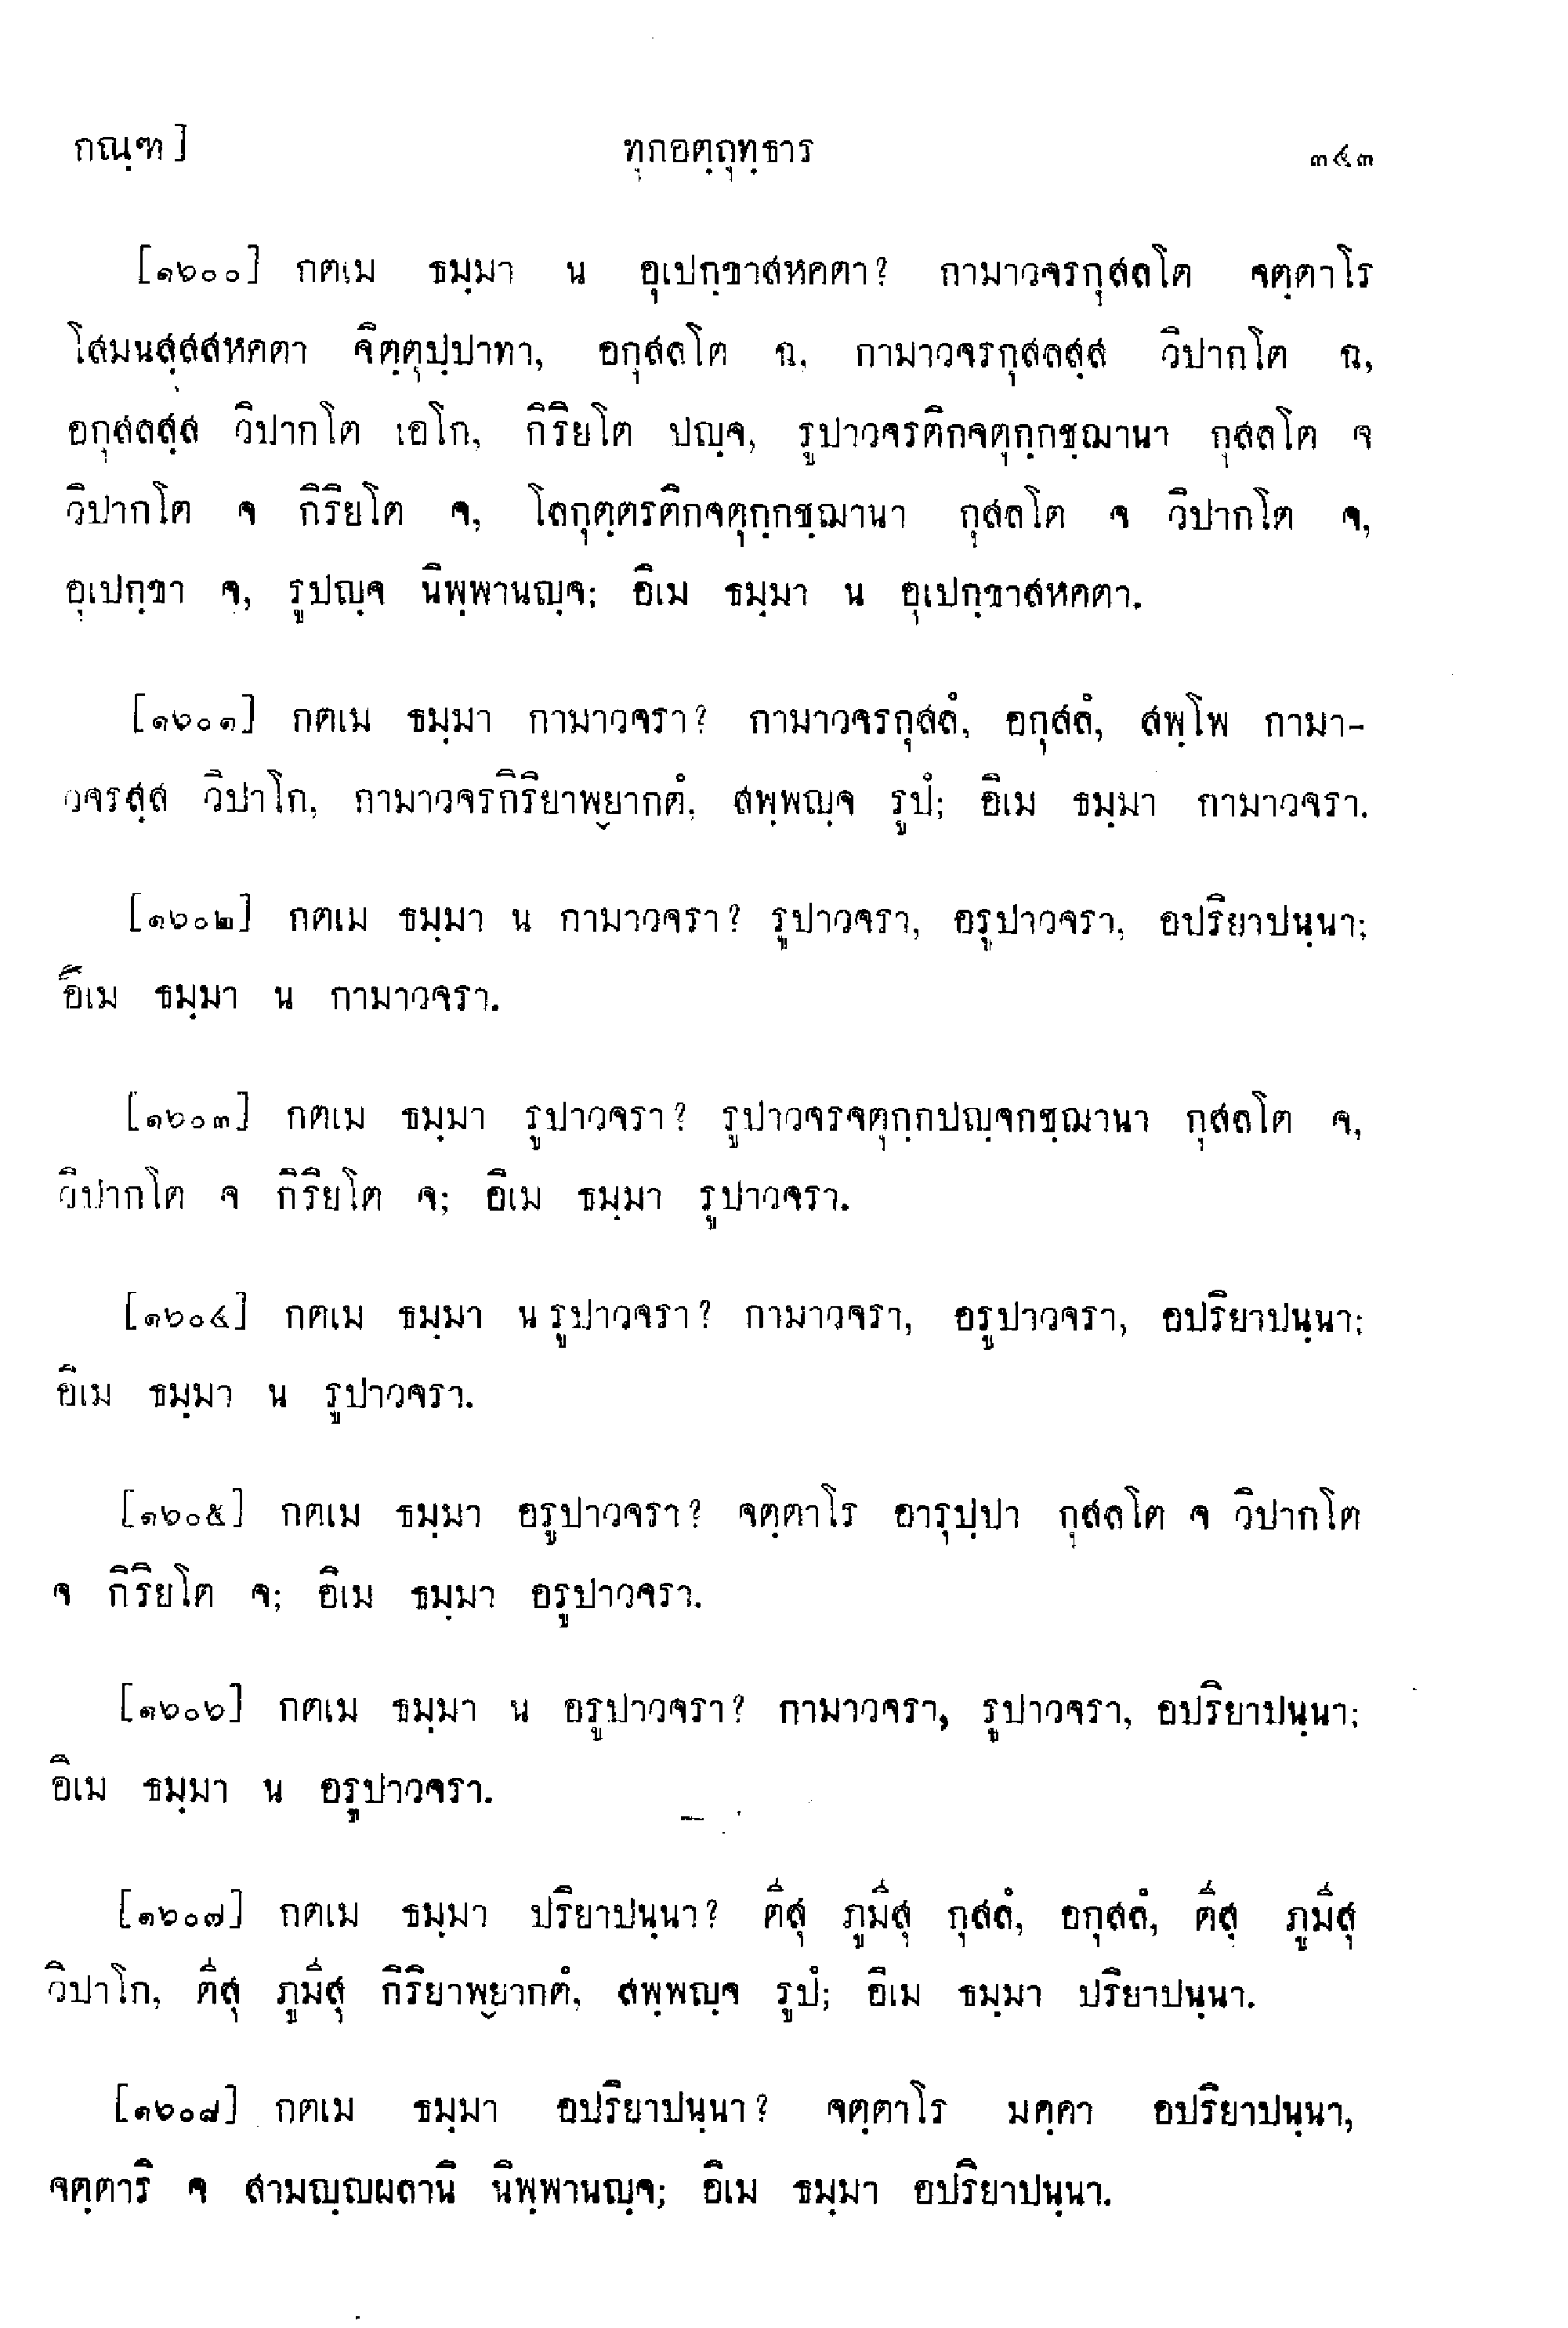 กณฺฑ]
ทุกอตฺถุทฺธาร
๓๔๓
[๑๖๐๐] กตเม ธมฺมา น อุเปกฺขาสหคตา? กามาวจรกุสลโต จตฺตาโร
โสมนสฺสสหคตา จิตฺตุปฺปาทา, อกุสลโต ฉ, กามาวจรกุสลสฺส วิปากโต ฉ,
อกุสลสฺส วิปากโต เอโก, กิริยโต ปญฺจ, รูปาวจรติกจตุกฺกชฺฌานา กุสลโต จ
วิปากโต จ กิริยโต จ, โลกุตฺตรติกจตุกฺกชฺฌานา กุสลโต จ วิปากโต จ,
อุเปกฺขา จ, รูปญฺจ นิพฺพานญฺจ; อิเม ธมฺมา น อุเปกฺขาสหคตา.
[๑๖๐๑] กตเม ธมฺมา กามาวจรา? กามาวจรกุสลํ, อกุสลํ, สพฺโพ กามา-
วจรสฺส วิปาโก, กามาวจรกิริยาพฺยากตํ, สพฺพญฺจ รูปํ; อิเม ธมฺมา กามาวจรา.
[๑๖๐๒] กตเม ธมฺมา น กามาวจรา? รูปาวจรา, อรูปาวจรา, อปริยาปนฺนา;
อิเม ธมฺมา น กามาวจรา.
[๑๖๐๓] กตเม ธมฺมา รูปาวจรา? รูปาวจรจตุกฺกปญฺจกชฺฌานา กุสลโต จ,
วิปากโต จ กิริยโต จ; อิเม ธมฺมา รูปาวจรา.
[๑๖๐๔] กตเม ธมฺมา น รูปาวจรา? กามาวจรา, อรูปาวจรา, อปริยาปนฺนา;
อิเม ธมฺมา น รูปาวจรา.
[๑๖๐๕] กตเม ธมฺมา อรูปาวจรา? จตฺตาโร อารุปฺปา กุสลโต จ วิปากโต
จ กิริยโต จ; อิเม ธมฺมา อรูปาวจรา.
[๑๖๐๖] กตเม ธมฺมา น อรูปาวจรา? กามาวจรา, รูปาวจรา, อปริยาปนฺนา;
อิเม ธมฺมา น อรูปาวจรา.
[๑๖๐๗] กตเม ธมฺมา ปริยาปนฺนา? ตีสุ ภูมีสุ กุสลํ, อกุสลํ, ตีสุ ภูมีสุ
วิปาโก, ตีสุ ภูมีสุ กิริยาพฺยากตํ, สพฺพญฺจ รูปํ; อิเม ธมฺมา ปริยาปนฺนา.
[๑๖๐๘] กตเม ธมฺมา อปริยาปนฺนา? จตฺตาโร มคฺคา อปริยาปนฺนา,
จตฺตาริ จ สามญฺญผลานิ นิพฺพานญฺจ; อิเม ธมฺมา อปริยาปนฺนา.